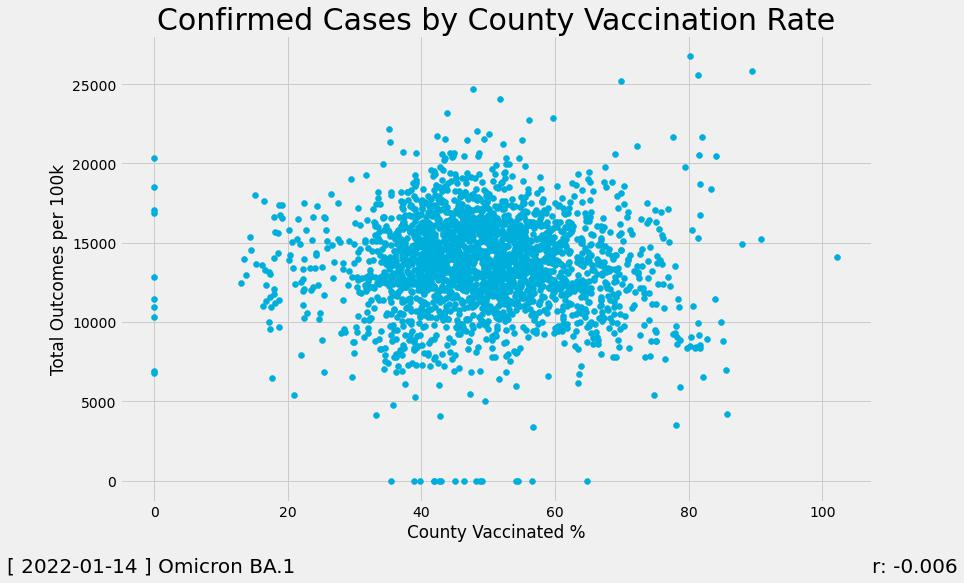 Confirmed Cases by County Vaccination Rate
Total Outcomes per 100k
25000
20000
15000
10000
5000
0
0 20 40 60 80 100
County Vaccinated %
[ 2022-01-14 ] Omicron BA.1 r: -0.006